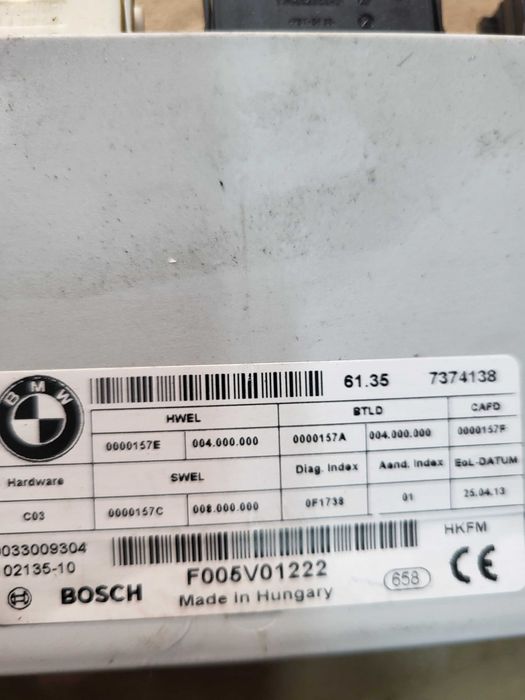 BMW
61.35 7374138
HWEL BTLD CAFD
0000157E 004.000.000 0000157A 004.000.000 0000157F
Hardware SWEL Diag. Index Aend. Index EoL-DATUM
C03 0000157C 008.000.000 0F1738 01 25.04.13
0033009304 HKFM
02135-10 F005V01222 658 CE
BOSCH Made in Hungary